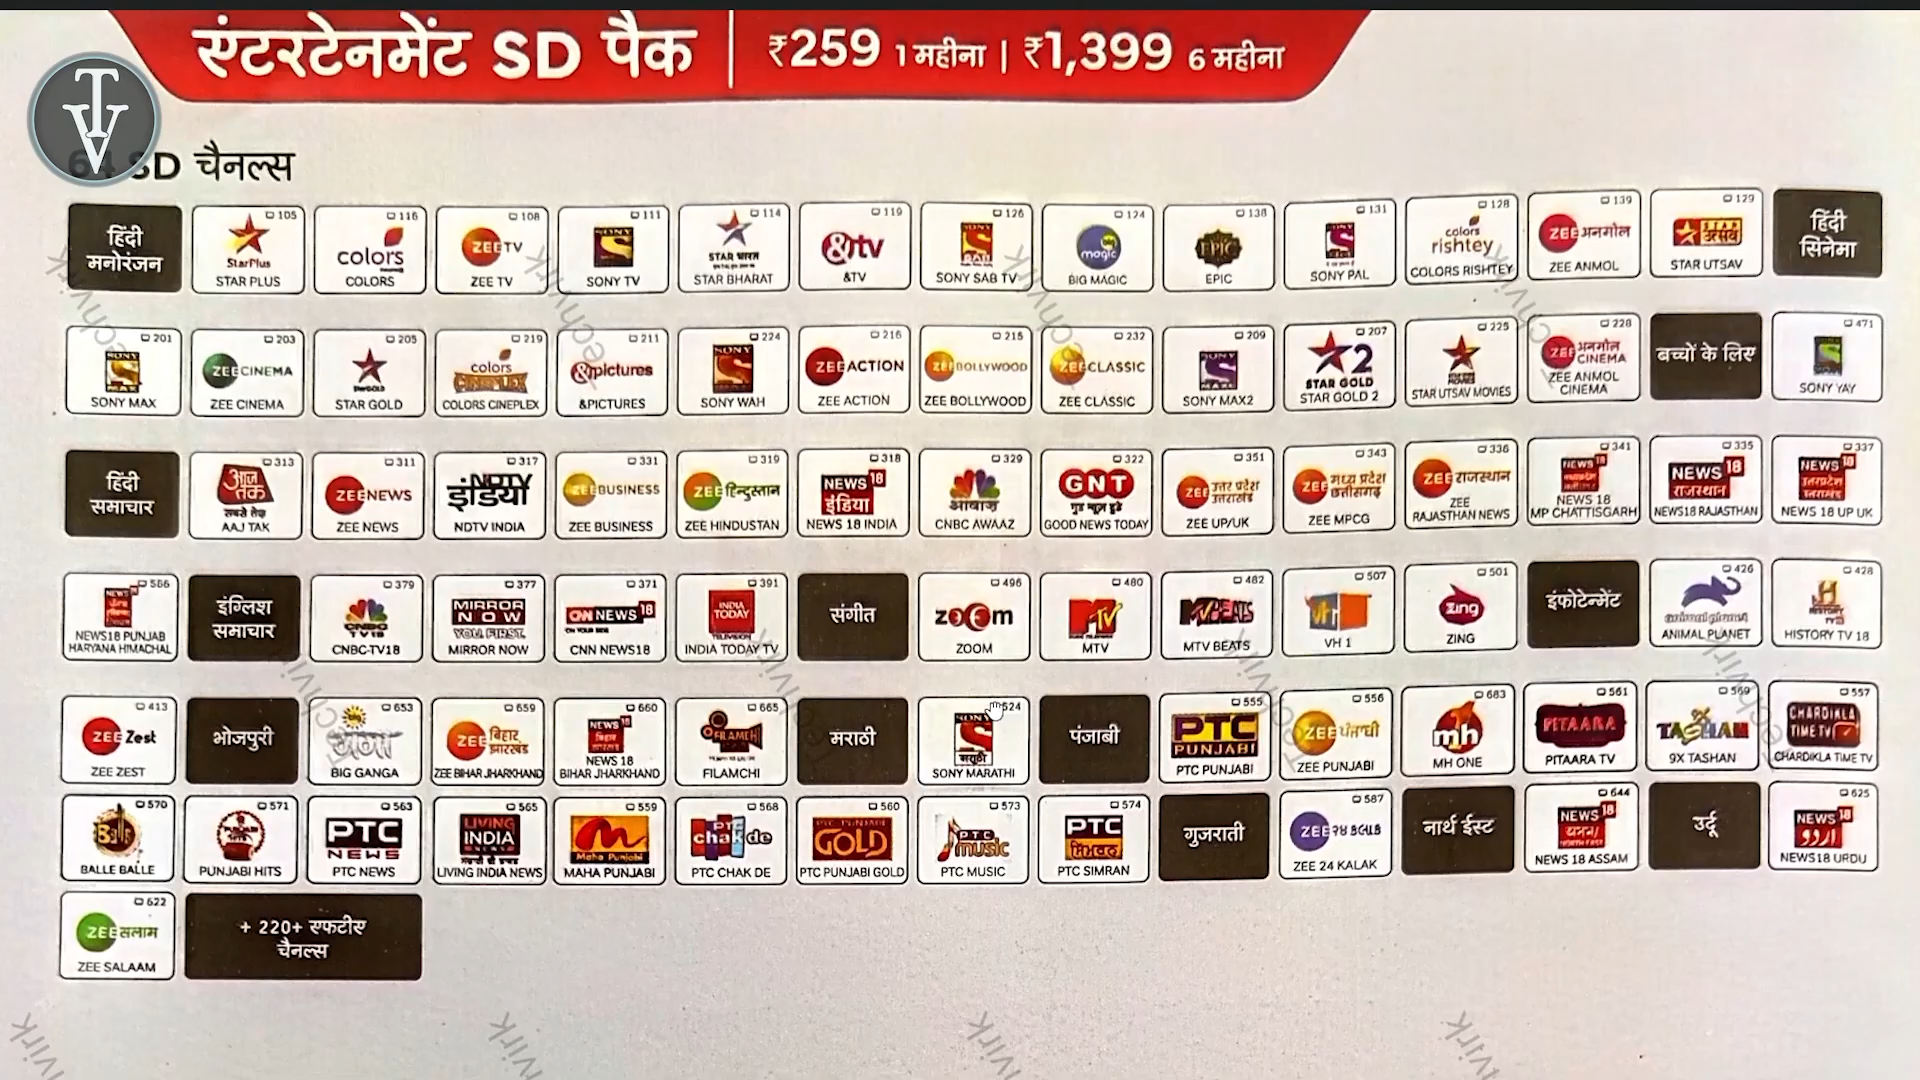 एंटरटेनमेंट SD पैक | ₹259 1 महीना | ₹1,399 6 महीना
TV
64 SD चैनल्स
हिंदी मनोरंजन
105 STAR PLUS
116 COLORS
108 ZEE TV
111 SONY TV
114 STAR BHARAT
119 &TV
126 SONY SAB TV
124 BIG MAGIC
138 EPIC
131 SONY PAL
128 COLORS RISHTEY
139 ZEE ANMOL
129 STAR UTSAV
हिंदी सिनेमा
201 SONY MAX
203 ZEE CINEMA
205 STAR GOLD
219 COLORS CINEPLEX
211 &PICTURES
224 SONY WAH
216 ZEE ACTION
215 ZEE BOLLYWOOD
232 ZEE CLASSIC
209 SONY MAX2
207 STAR GOLD 2
225 STAR UTSAV MOVIES
228 ZEE ANMOL CINEMA
बच्चों के लिए
471 SONY YAY
हिंदी समाचार
313 AAJ TAK
311 ZEE NEWS
317 NDTV INDIA
331 ZEE BUSINESS
319 ZEE HINDUSTAN
318 NEWS 18 INDIA
329 CNBC AWAAZ
322 GOOD NEWS TODAY
351 ZEE UP/UK
343 ZEE MPCG
336 ZEE RAJASTHAN NEWS
341 NEWS 18 MP CHATTISGARH
335 NEWS18 RAJASTHAN
337 NEWS 18 UP UK
566 NEWS18 PUNJAB HARYANA HIMACHAL
इंग्लिश समाचार
379 CNBC-TV18
377 MIRROR NOW
371 CNN NEWS18
391 INDIA TODAY TV
संगीत
496 ZOOM
480 MTV
482 MTV BEATS
507 VH 1
501 ZING
इंफोटेन्मेंट
426 ANIMAL PLANET
428 HISTORY TV 18
413 ZEE ZEST
भोजपुरी
653 BIG GANGA
659 ZEE BIHAR JHARKHAND
660 NEWS 18 BIHAR JHARKHAND
665 FILAMCHI
मराठी
524 SONY MARATHI
पंजाबी
555 PTC PUNJABI
556 ZEE PUNJABI
683 MH ONE
561 PITAARA TV
569 9X TASHAN
557 CHARDIKLA TIME TV
570 BALLE BALLE
571 PUNJABI HITS
563 PTC NEWS
565 LIVING INDIA NEWS
559 MAHA PUNJABI
568 PTC CHAK DE
560 PTC PUNJABI GOLD
573 PTC MUSIC
574 PTC SIMRAN
गुजराती
587 ZEE 24 KALAK
नार्थ ईस्ट
644 NEWS 18 ASSAM
उर्दू
625 NEWS18 URDU
622 ZEE SALAAM
+ 220+ एफटीए चैनल्स
Techvirk